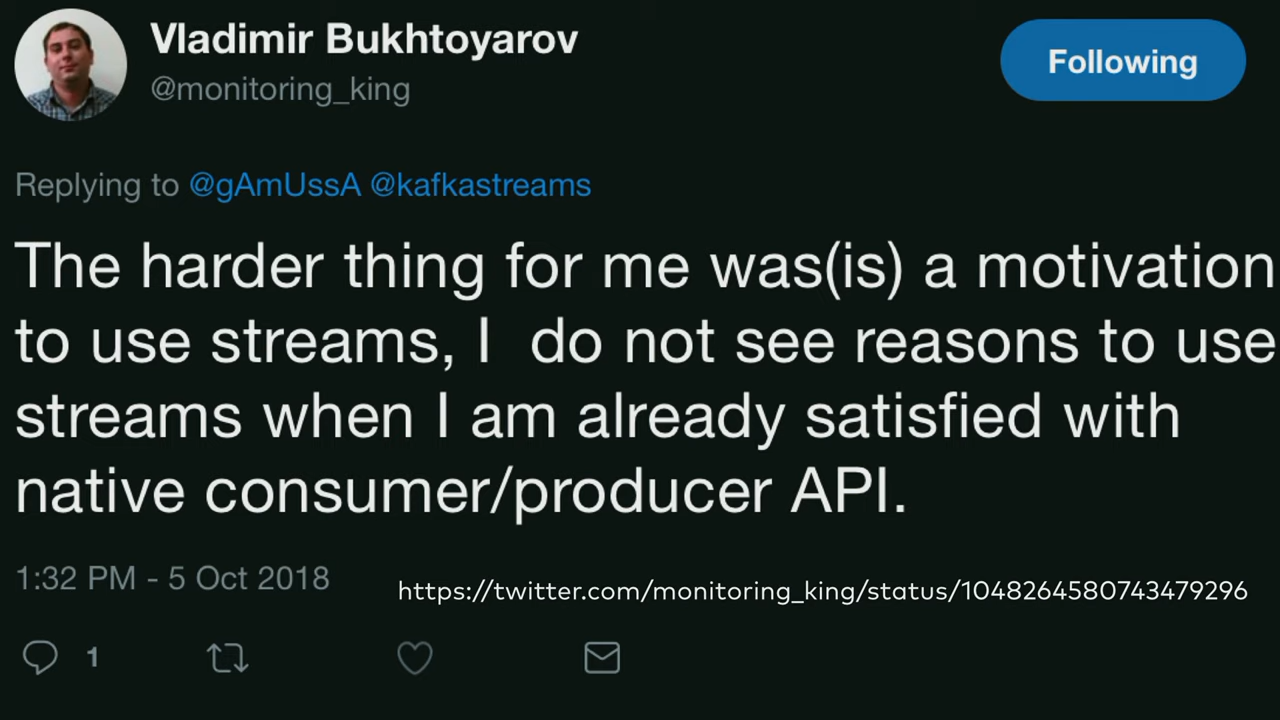 Vladimir Bukhtoyarov
@monitoring_king
Following
Replying to @gAmUssA @kafkastreams
The harder thing for me was(is) a motivation
to use streams, I  do not see reasons to use
streams when I am already satisfied with
native consumer/producer API.
1:32 PM - 5 Oct 2018
https://twitter.com/monitoring_king/status/1048264580743479296
1